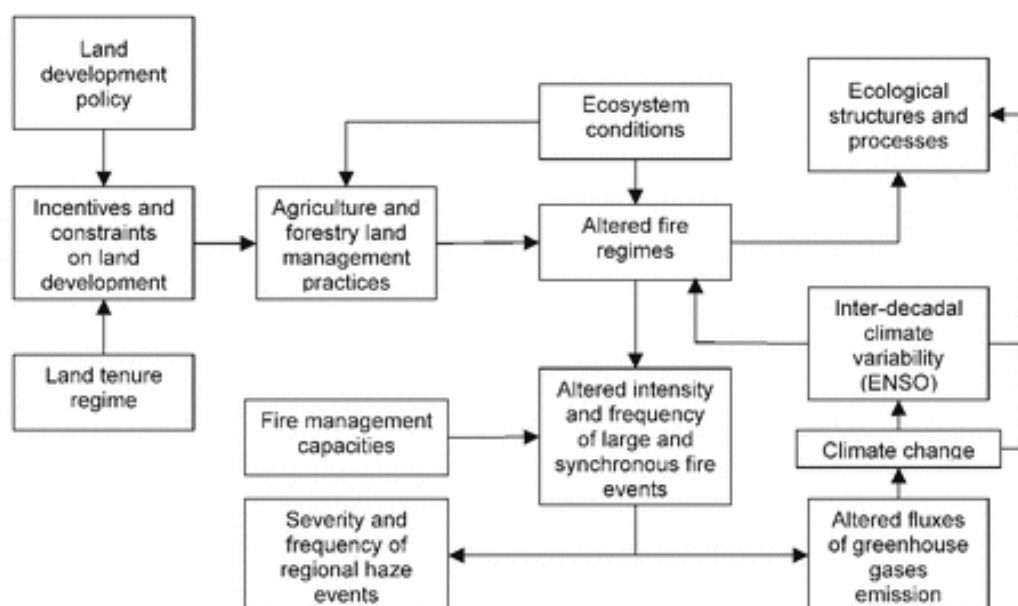 Land
development
policy
Ecosystem
conditions
Ecological
structures and
processes
Incentives and
constraints
on land
development
Agriculture and
forestry land
management
practices
Altered fire
regimes
Inter-decadal
climate
variability
(ENSO)
Land tenure
regime
Fire management
capacities
Altered intensity
and frequency
of large and
synchronous fire
events
Climate change
Severity and
frequency of
regional haze
events
Altered fluxes
of greenhouse
gases
emission